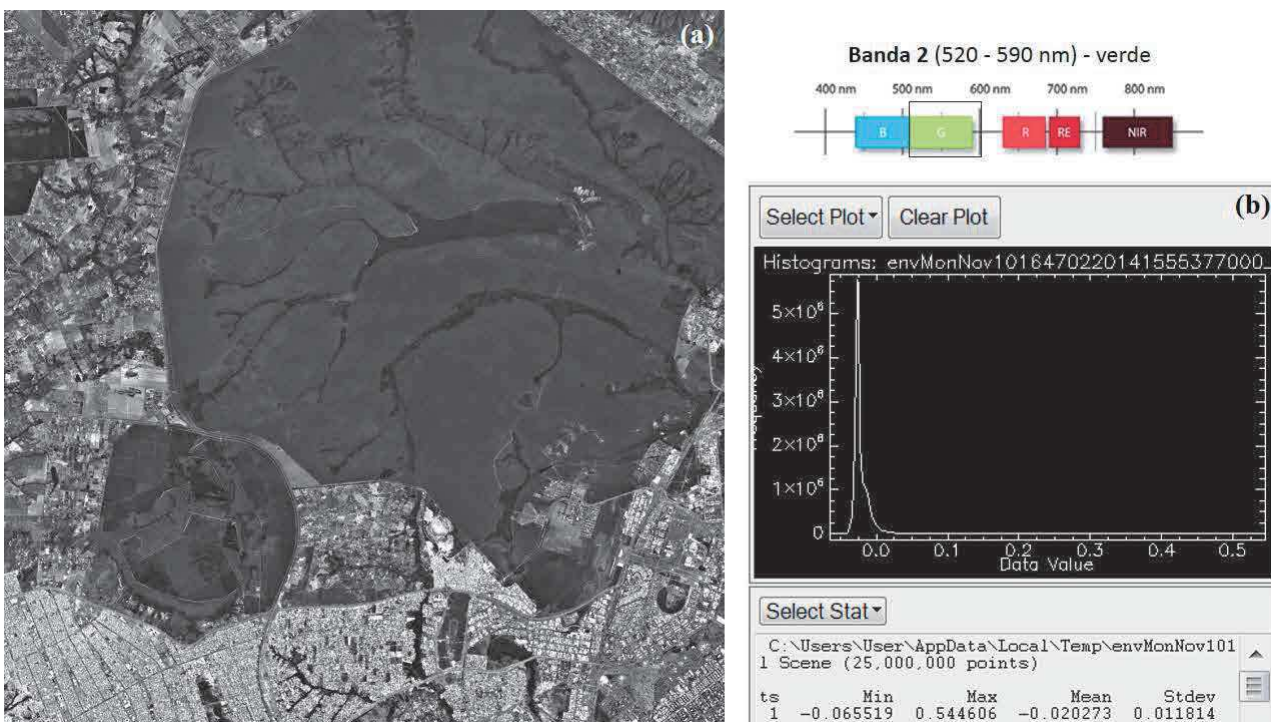 (a)
Banda 2 (520 - 590 nm) - verde
400 nm 500 nm 600 nm 700 nm 800 nm
B G R RE NIR
(b)
Select Plot Clear Plot
Histograms: envMonNov10164702201415553 77000
5×10⁶
4×10⁶
3×10⁶
2×10⁶
1×10⁶
0
0.0 0.1 0.2 0.3 0.4 0.5
Data Value
Select Stat
C:\Users\User\AppData\Local\Temp\envMonNov101
l Scene (25,000,000 points)
ts Min Max Mean Stdev
1 -0.065519 0.544606 -0.020273 0.011814